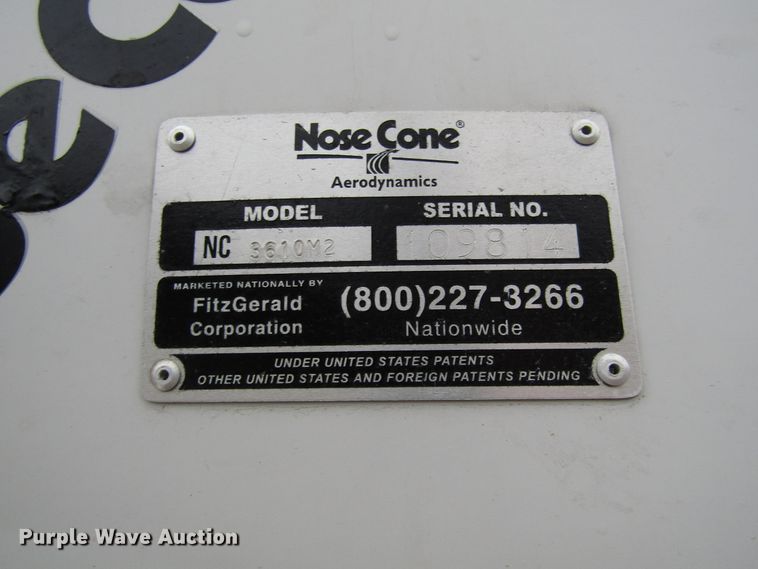 Nose Cone®
Aerodynamics
MODEL SERIAL NO.
NC 3610M2 109814
MARKETED NATIONALLY BY
FitzGerald (800)227-3266
Corporation Nationwide
UNDER UNITED STATES PATENTS
OTHER UNITED STATES AND FOREIGN PATENTS PENDING
Purple Wave Auction